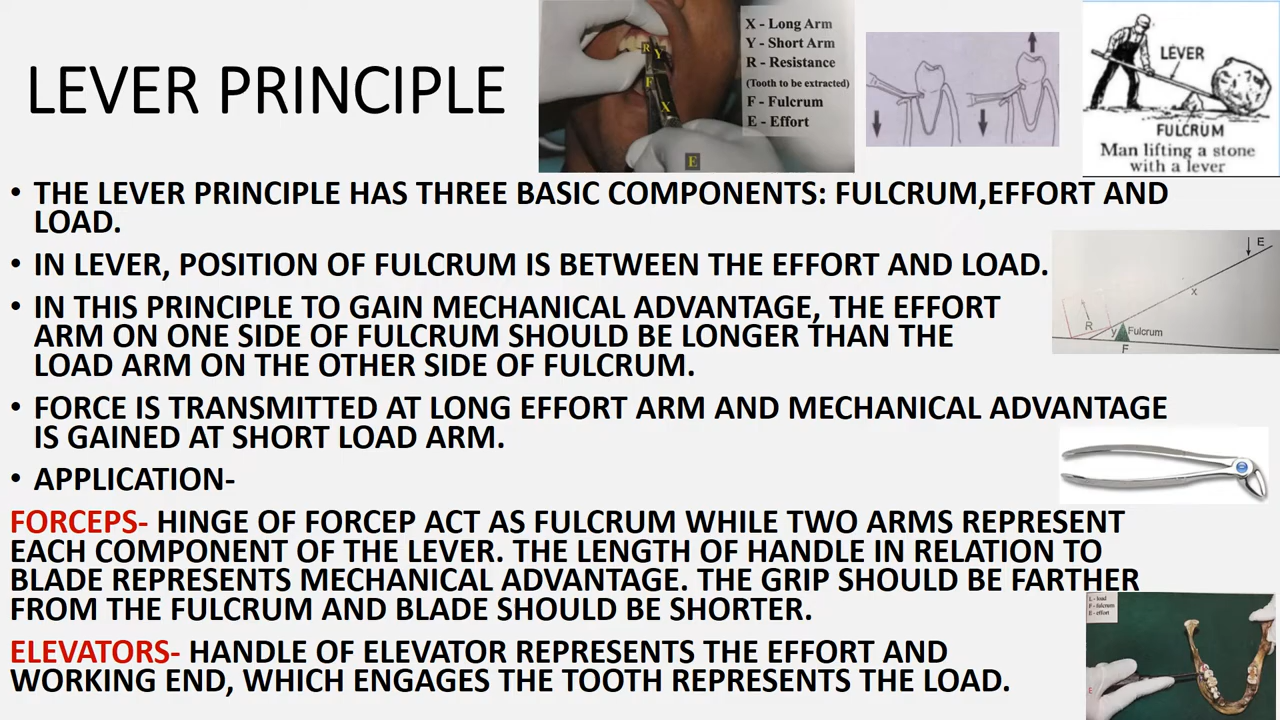 LEVER PRINCIPLE
R Y
F
X
E
X - Long Arm
Y - Short Arm
R - Resistance
(Tooth to be extracted)
F - Fulcrum
E - Effort
LEVER
FULCRUM
Man lifting a stone
with a lever
• THE LEVER PRINCIPLE HAS THREE BASIC COMPONENTS: FULCRUM,EFFORT AND
LOAD.
• IN LEVER, POSITION OF FULCRUM IS BETWEEN THE EFFORT AND LOAD.
• IN THIS PRINCIPLE TO GAIN MECHANICAL ADVANTAGE, THE EFFORT
ARM ON ONE SIDE OF FULCRUM SHOULD BE LONGER THAN THE
LOAD ARM ON THE OTHER SIDE OF FULCRUM.
E
x
R
y Fulcrum
F
• FORCE IS TRANSMITTED AT LONG EFFORT ARM AND MECHANICAL ADVANTAGE
IS GAINED AT SHORT LOAD ARM.
• APPLICATION-
FORCEPS- HINGE OF FORCEP ACT AS FULCRUM WHILE TWO ARMS REPRESENT
EACH COMPONENT OF THE LEVER. THE LENGTH OF HANDLE IN RELATION TO
BLADE REPRESENTS MECHANICAL ADVANTAGE. THE GRIP SHOULD BE FARTHER
FROM THE FULCRUM AND BLADE SHOULD BE SHORTER.
ELEVATORS- HANDLE OF ELEVATOR REPRESENTS THE EFFORT AND
WORKING END, WHICH ENGAGES THE TOOTH REPRESENTS THE LOAD.
L - load
F - fulcrum
E - effort
E